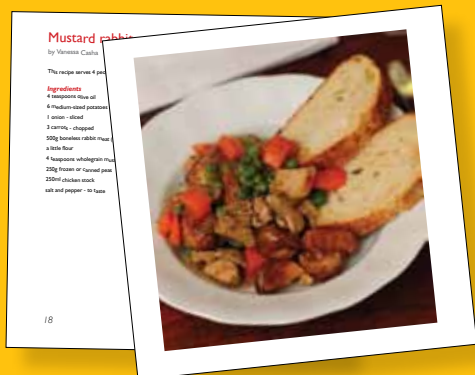 Mustard rabbit
by Vanessa Casha
This recipe serves 4
Ingredients
4 teaspoons olive oil
6 medium-sized potatoes
1 onion - sliced
3 carrots - chopped
500g boneless rabbit meat
a little flour
4 teaspoons wholegrain
250g frozen or canned peas
250ml chicken stock
salt and pepper - to taste
18